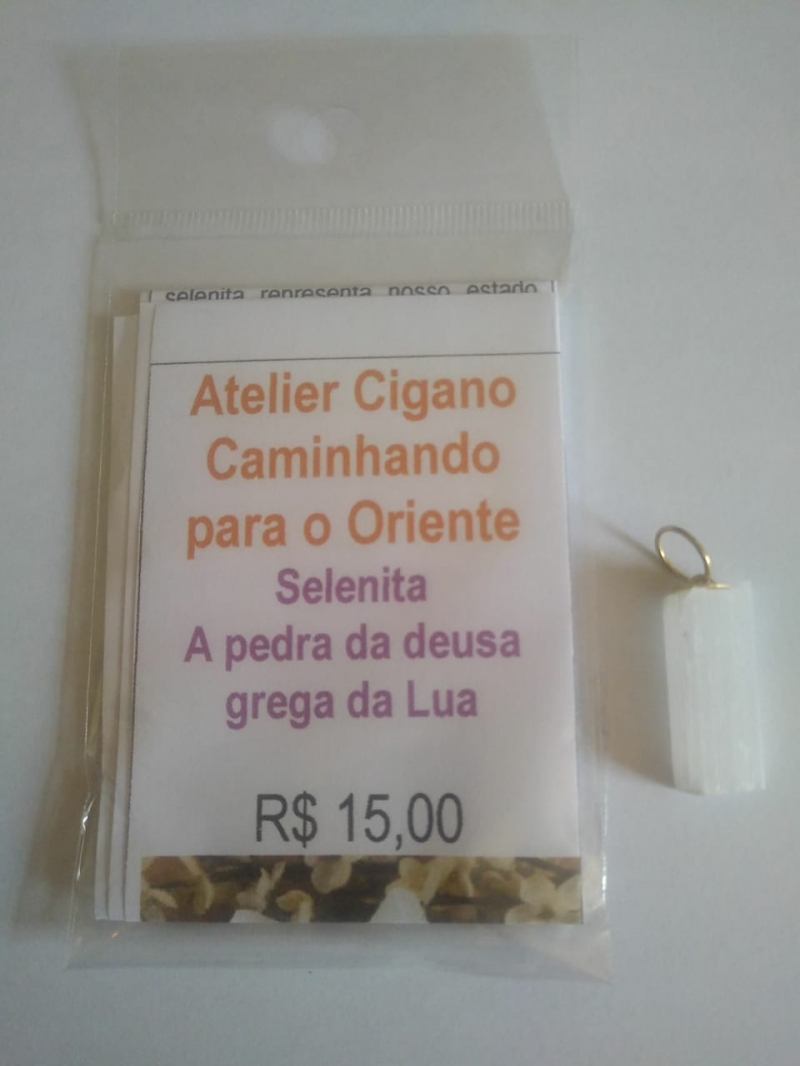 selenita representa nosso estado
Atelier Cigano
Caminhando
para o Oriente
Selenita
A pedra da deusa
grega da Lua
R$ 15,00